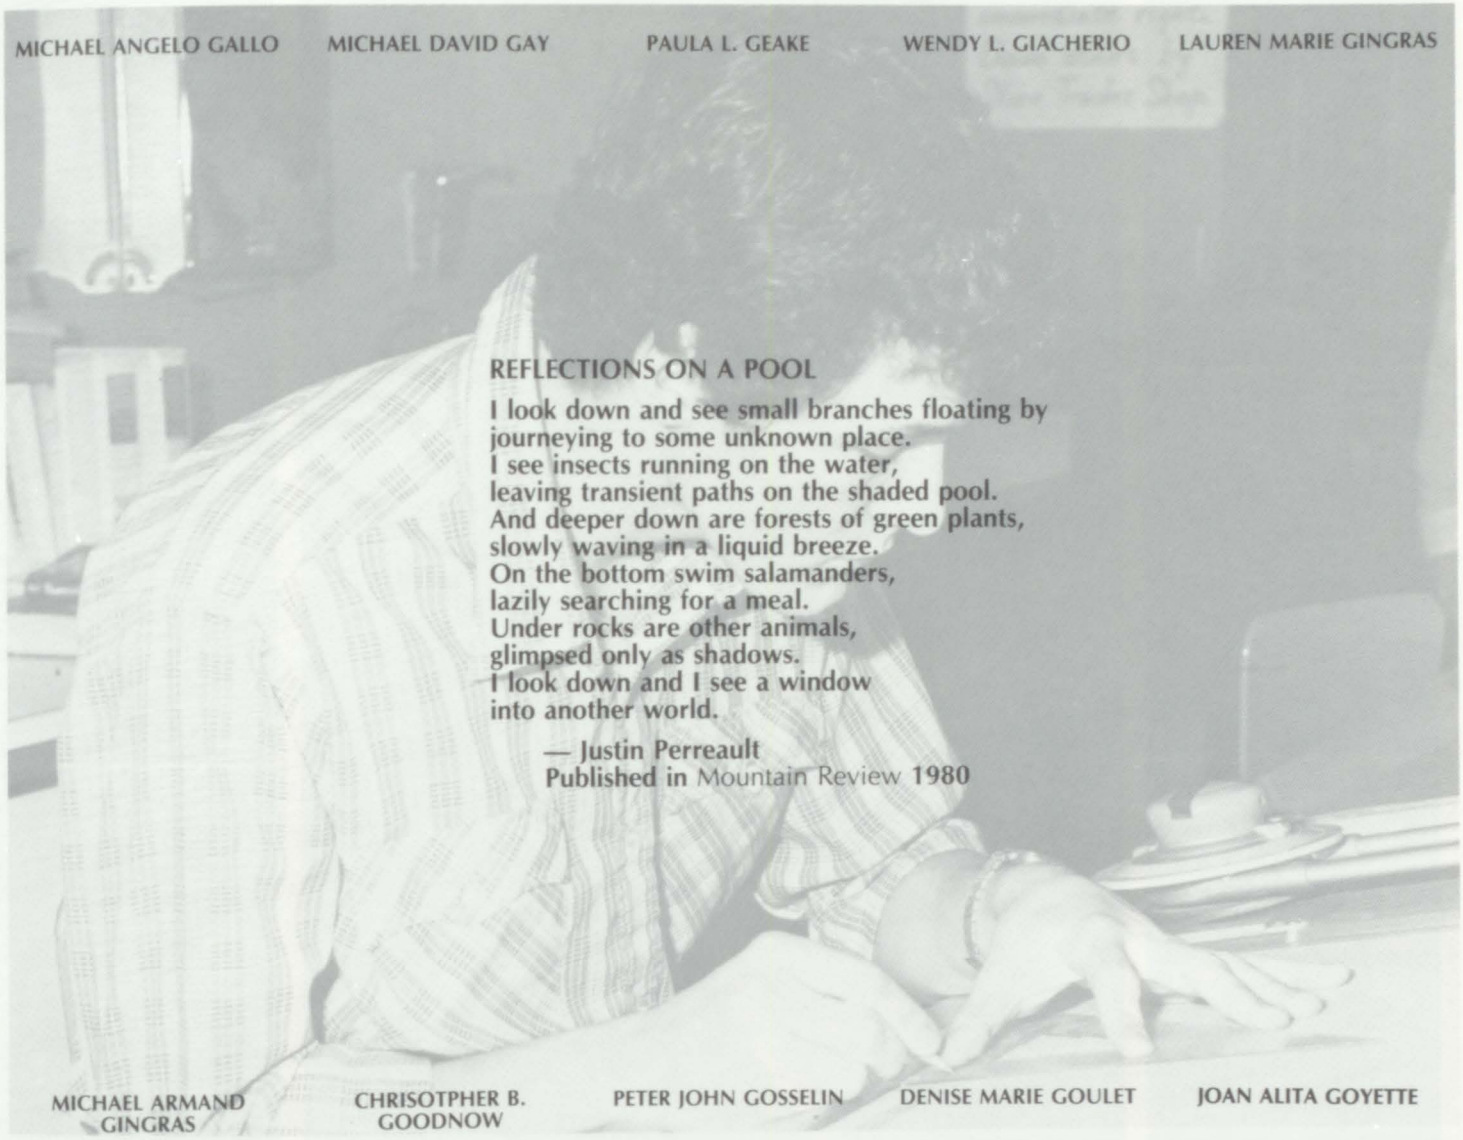 MICHAEL ANGELO GALLO
MICHAEL DAVID GAY
PAULA L. GEAKE
WENDY L. GIACHERIO
LAUREN MARIE GINGRAS
REFLECTIONS ON A POOL
I look down and see small branches floating by
journeying to some unknown place.
I see insects running on the water,
leaving transient paths on the shaded pool.
And deeper down are forests of green plants,
slowly waving in a liquid breeze.
On the bottom swim salamanders,
lazily searching for a meal.
Under rocks are other animals,
glimpsed only as shadows.
I look down and I see a window
into another world.
— Justin Perreault
Published in Mountain Review 1980
MICHAEL ARMAND
GINGRAS
CHRISOTPHER B.
GOODNOW
PETER JOHN GOSSELIN
DENISE MARIE GOULET
JOAN ALITA GOYETTE